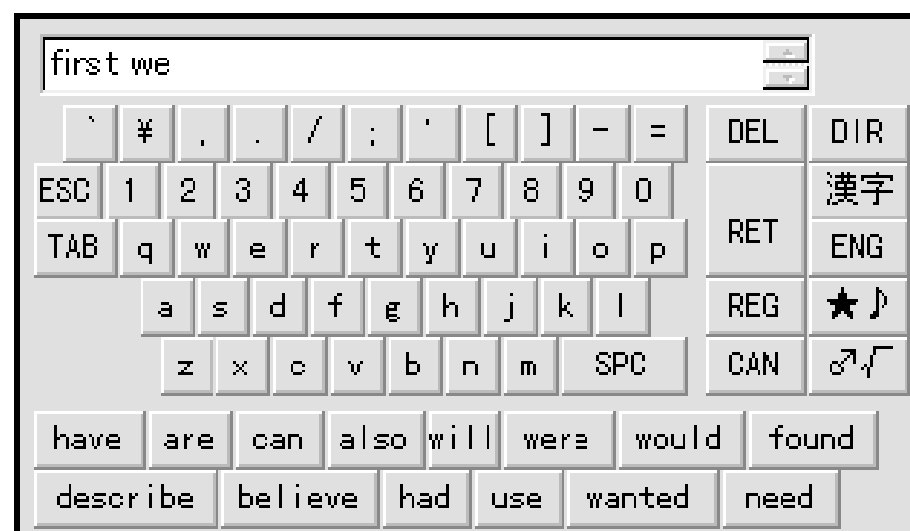 first we
` ¥ , . / ; ' [ ] - = DEL DIR
ESC 1 2 3 4 5 6 7 8 9 0 漢字
TAB q w e r t y u i o p RET ENG
a s d f g h j k l REG ★♪
z x c v b n m SPC CAN ♂√
have are can also will were would found
describe believe had use wanted need